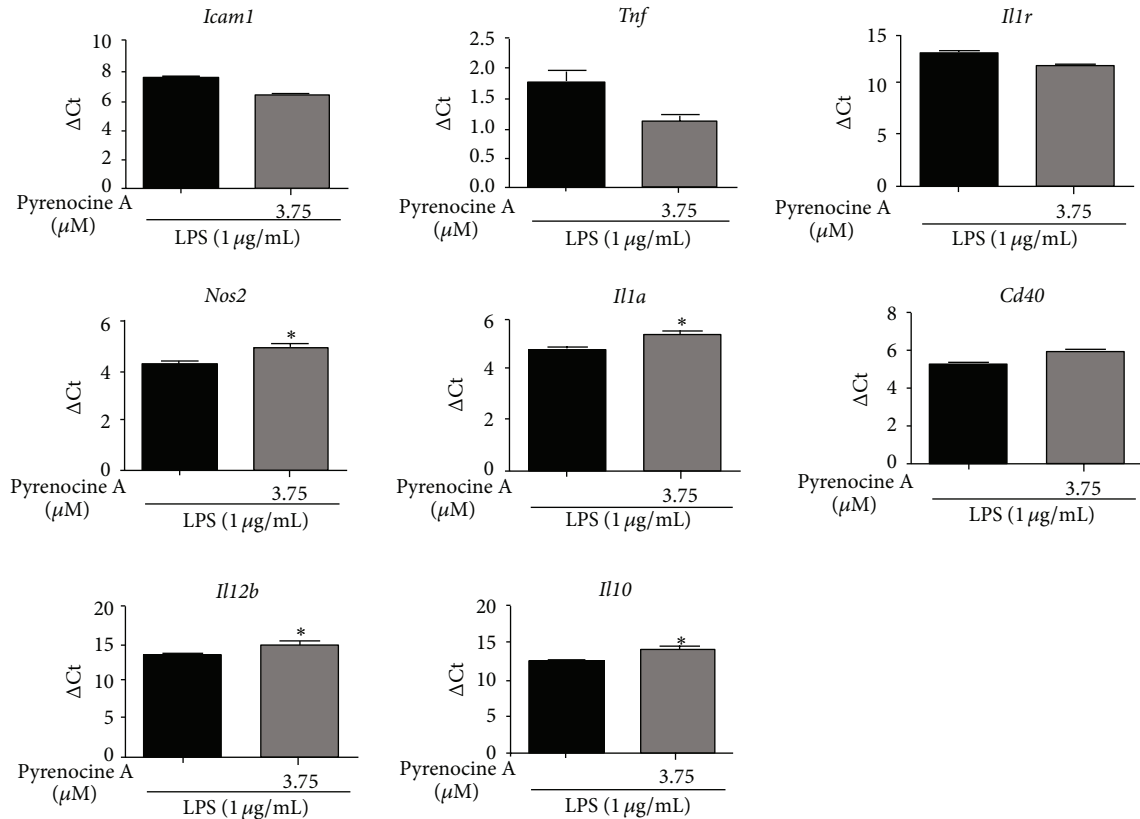 Icam1
10
8
6
4
2
0
ΔCt
Pyrenocine A
(μM)
3.75
LPS (1 μg/mL)
Tnf
2.5
2.0
1.5
1.0
0.5
0.0
ΔCt
3.75
LPS (1 μg/mL)
Il1r
15
10
5
0
ΔCt
3.75
LPS (1 μg/mL)
Nos2
6
4
2
0
ΔCt
*
Pyrenocine A
(μM)
3.75
LPS (1 μg/mL)
Il1a
6
4
2
0
ΔCt
*
3.75
LPS (1 μg/mL)
Cd40
8
6
4
2
0
ΔCt
Pyrenocine A
(μM)
3.75
LPS (1 μg/mL)
Il12b
20
15
10
5
0
ΔCt
*
Pyrenocine A
(μM)
3.75
LPS (1 μg/mL)
Il10
20
15
10
5
0
ΔCt
*
Pyrenocine A
(μM)
3.75
LPS (1 μg/mL)